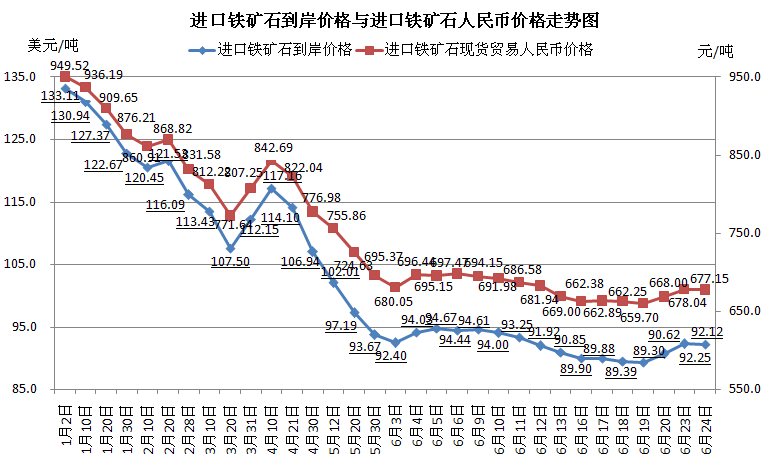 进口铁矿石到岸价格与进口铁矿石人民币价格走势图
美元/吨
进口铁矿石到岸价格
进口铁矿石现货贸易人民币价格
元/吨
135.0
125.0
115.0
105.0
95.0
85.0
950.0
850.0
750.0
650.0
550.0
949.52
936.19
909.65
876.21
860.91
868.82
831.58
812.28
771.64
807.25
842.69
822.04
776.98
755.86
724.63
695.37
680.05
696.44
695.15
697.47
694.15
691.98
686.58
681.94
669.00
662.38
662.89
662.25
659.70
668.00
678.04
677.15
133.11
130.94
127.37
122.67
120.45
121.53
116.09
113.43
107.50
112.15
117.16
114.10
106.94
102.01
97.19
93.67
92.40
94.67
94.44
94.61
94.00
93.25
91.92
90.85
89.90
89.88
89.39
89.30
90.62
92.25
92.12
1月2日
1月10日
1月20日
1月30日
2月10日
2月20日
2月28日
3月10日
3月20日
3月31日
4月10日
4月21日
4月30日
5月12日
5月20日
5月30日
6月3日
6月4日
6月5日
6月6日
6月9日
6月10日
6月11日
6月12日
6月13日
6月16日
6月17日
6月18日
6月19日
6月20日
6月23日
6月24日